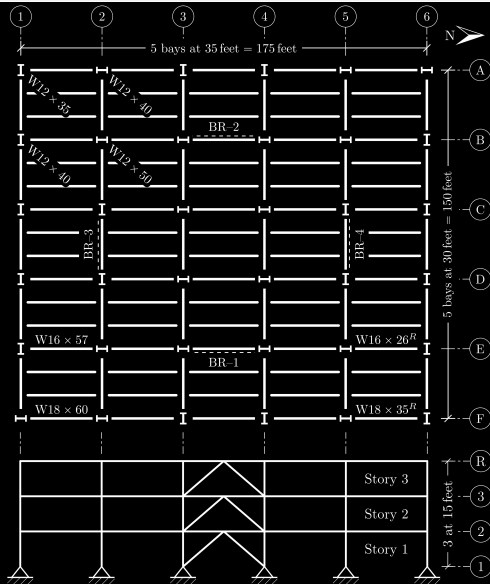 1 2 3 4 5 6
5 bays at 35 feet = 175 feet
N
A
W12 × 35
W12 × 40
BR–2
B
W12 × 40
W12 × 50
C
BR–3
BR–4
5 bays at 30 feet = 150 feet
D
W16 × 57
W16 × 26ᴿ
E
BR–1
W18 × 60
W18 × 35ᴿ
F
R
Story 3
3
Story 2
2
Story 1
1
3 at 15 feet